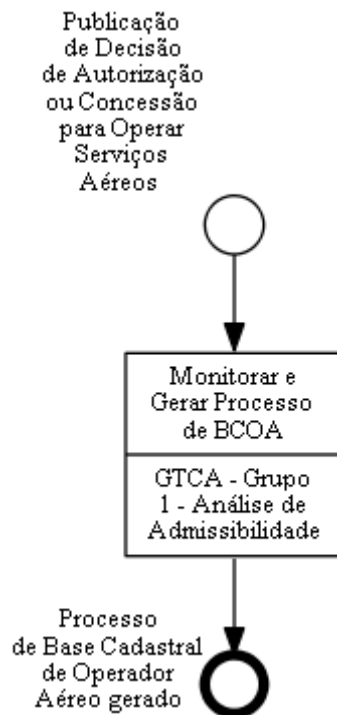 Publicação
de Decisão
de Autorização
ou Concessão
para Operar
Serviços
Aéreos
Monitorar e
Gerar Processo
de BCOA
GTCA - Grupo
1 - Análise de
Admissibilidade
Processo
de Base Cadastral
de Operador
Aéreo gerado